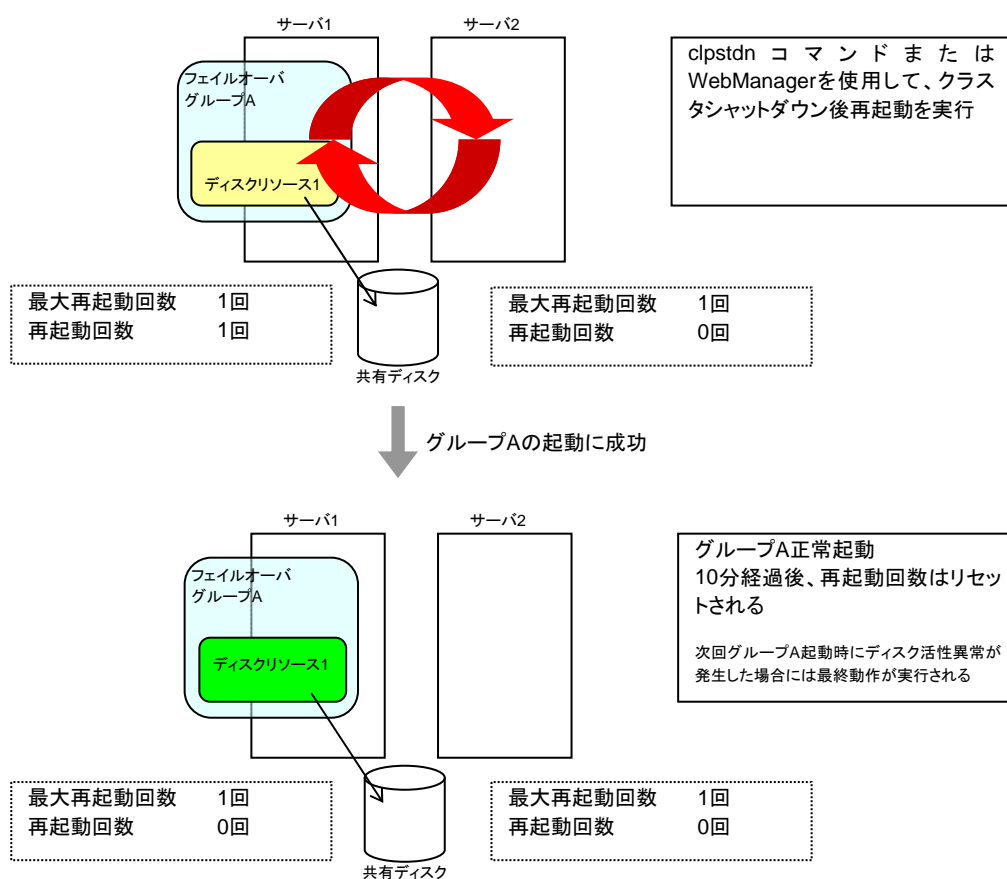 サーバ1
サーバ2
フェイルオーバ
グループA
ディスクリソース1
clpstdn コマンドまたは
WebManagerを使用して、クラス
タシャットダウン後再起動を実行
最大再起動回数 1回
再起動回数 1回
最大再起動回数 1回
再起動回数 0回
共有ディスク
グループAの起動に成功
サーバ1
サーバ2
フェイルオーバ
グループA
ディスクリソース1
グループA正常起動
10分経過後、再起動回数はリセッ
トされる
次回グループA起動時にディスク活性異常が
発生した場合には最終動作が実行される
最大再起動回数 1回
再起動回数 0回
最大再起動回数 1回
再起動回数 0回
共有ディスク